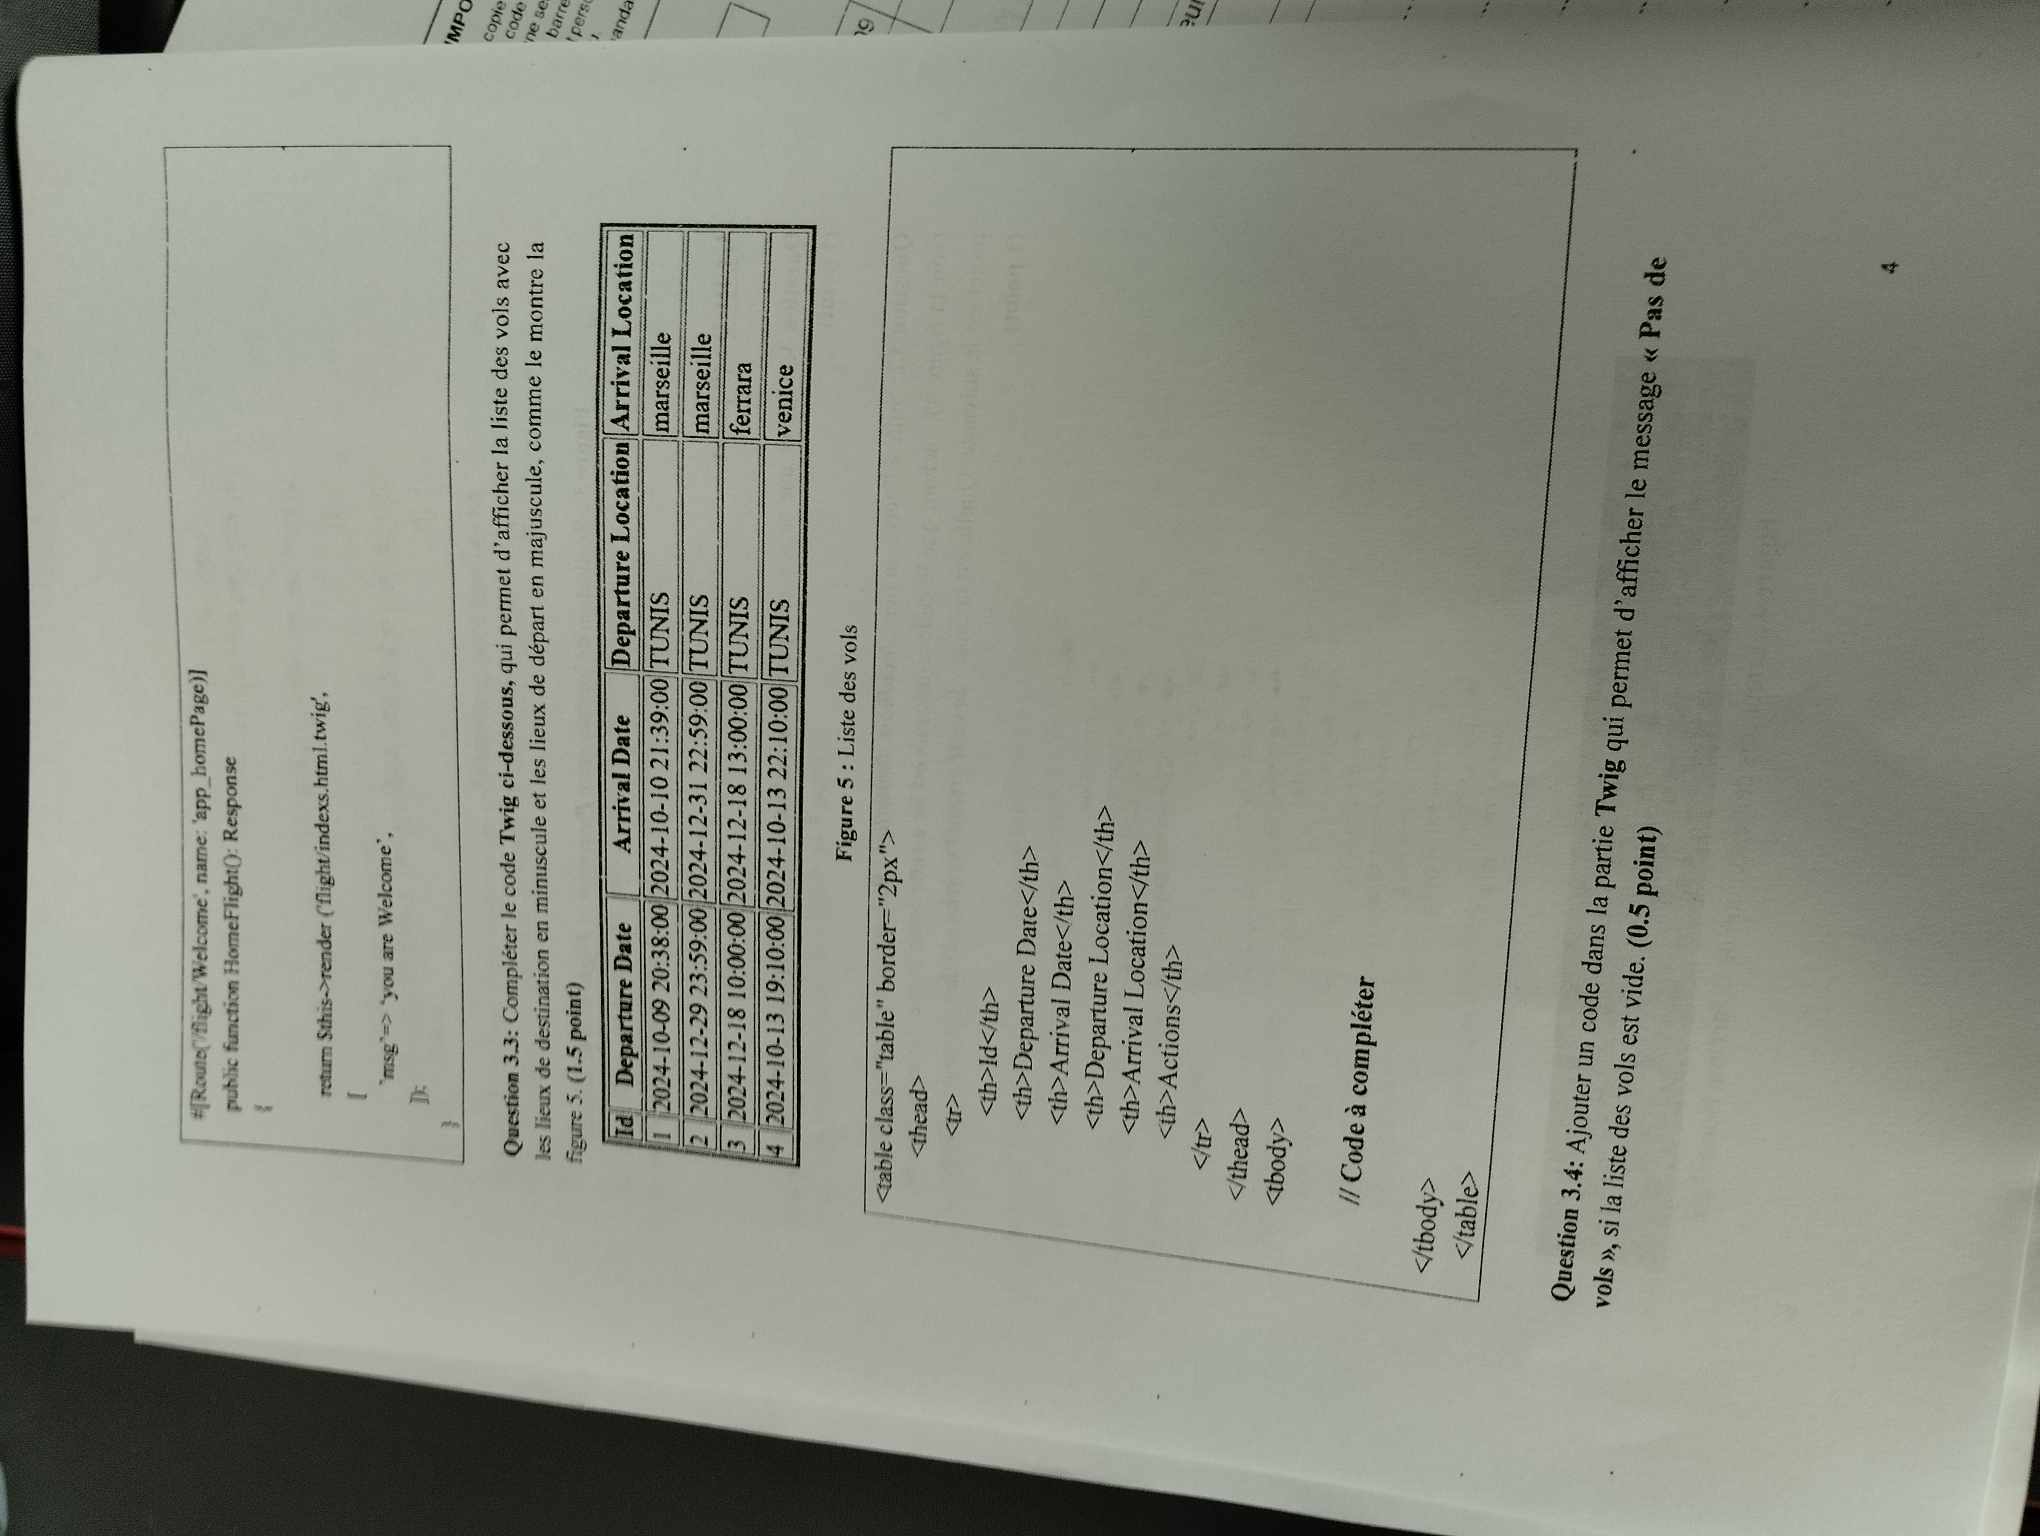 #[Route('/flight/Welcome', name: 'app_homePage)]
public function HomeFlight(): Response
{
return $this->render ('flight/indexs.html.twig',
[
'msg'=> 'you are Welcome',
]);
}
Question 3.3: Compléter le code Twig ci-dessous, qui permet d'afficher la liste des vols avec
les lieux de destination en minuscule et les lieux de départ en majuscule, comme le montre la
figure 5. (1.5 point)
Id Departure Date Arrival Date Departure Location Arrival Location
1 2024-10-09 20:38:00 2024-10-10 21:39:00 TUNIS marseille
2 2024-12-29 23:59:00 2024-12-31 22:59:00 TUNIS marseille
3 2024-12-18 10:00:00 2024-12-18 13:00:00 TUNIS ferrara
4 2024-10-13 19:10:00 2024-10-13 22:10:00 TUNIS venice
Figure 5 : Liste des vols
<table class="table" border="2px">
<thead>
<tr>
<th>Id</th>
<th>Departure Date</th>
<th>Arrival Date</th>
<th>Departure Location</th>
<th>Arrival Location</th>
<th>Actions</th>
</tr>
</thead>
<tbody>
// Code à compléter
</tbody>
</table>
Question 3.4: Ajouter un code dans la partie Twig qui permet d'afficher le message « Pas de
vols », si la liste des vols est vide. (0.5 point)
4
copie
code
barre